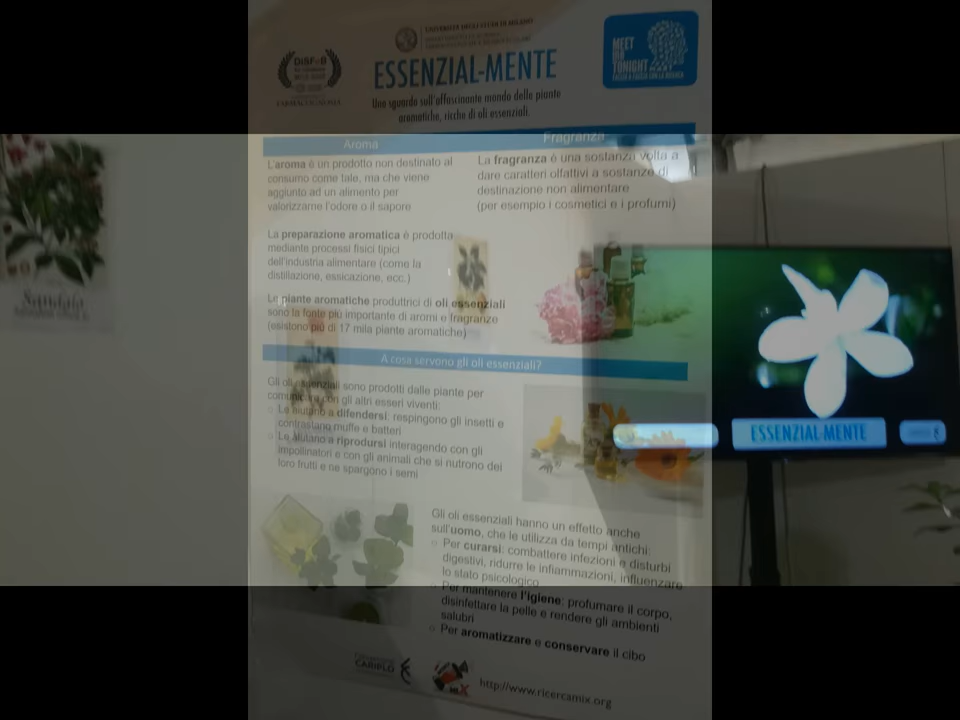 UNIVERSITÀ DEGLI STUDI DI MILANO
DiSFeB
MEET
ME
TONIGHT
FACCIA A FACCIA CON LA RICERCA
ESSENZIAL-MENTE
Uno sguardo sull'affascinante mondo delle piante
aromatiche, ricche di oli essenziali.
Aroma
Fragranza
L'aroma è un prodotto non destinato al
consumo come tale, ma che viene
aggiunto ad un alimento per
valorizzarne l'odore o il sapore
La fragranza è una sostanza volta a
dare caratteri olfattivi a sostanze di
destinazione non alimentare
(per esempio i cosmetici e i profumi)
La preparazione aromatica è prodotta
mediante processi fisici tipici
dell'industria alimentare (come la
distillazione, essicazione, ecc.)
Le piante aromatiche produttrici di oli essenziali
sono la fonte più importante di aromi e fragranze
(esistono più di 17 mila piante aromatiche)
A cosa servono gli oli essenziali?
Gli oli essenziali sono prodotti dalle piante per
comunicare con gli altri esseri viventi:
○ Le aiutano a difendersi: respingono gli insetti e
contrastano muffe e batteri
○ Le aiutano a riprodursi interagendo con gli
impollinatori e con gli animali che si nutrono dei
loro frutti e ne spargono i semi
Gli oli essenziali hanno un effetto anche
sull'uomo, che le utilizza da tempi antichi:
○ Per curarsi: combattere infezioni e disturbi
digestivi, ridurre le infiammazioni, influenzare
lo stato psicologico
○ Per mantenere l'igiene: profumare il corpo,
disinfettare la pelle e rendere gli ambienti
salubri
○ Per aromatizzare e conservare il cibo
CARIPLO
http://www.ricercamix.org
ESSENZIAL-MENTE